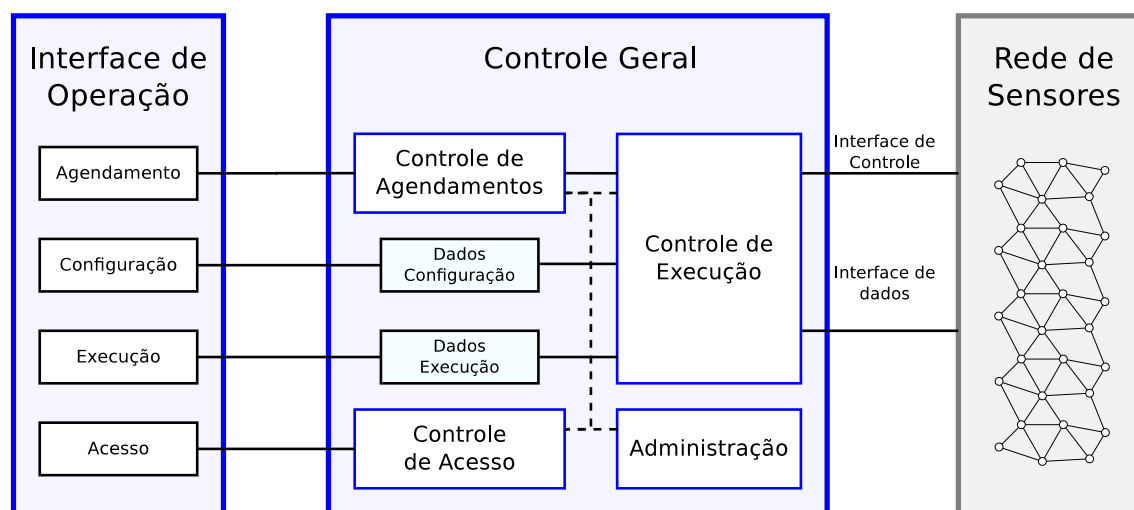 Interface de
Operação
Agendamento
Configuração
Execução
Acesso
Controle Geral
Controle de
Agendamentos
Dados
Configuração
Dados
Execução
Controle
de Acesso
Controle de
Execução
Administração
Interface de
Controle
Interface de
dados
Rede de
Sensores